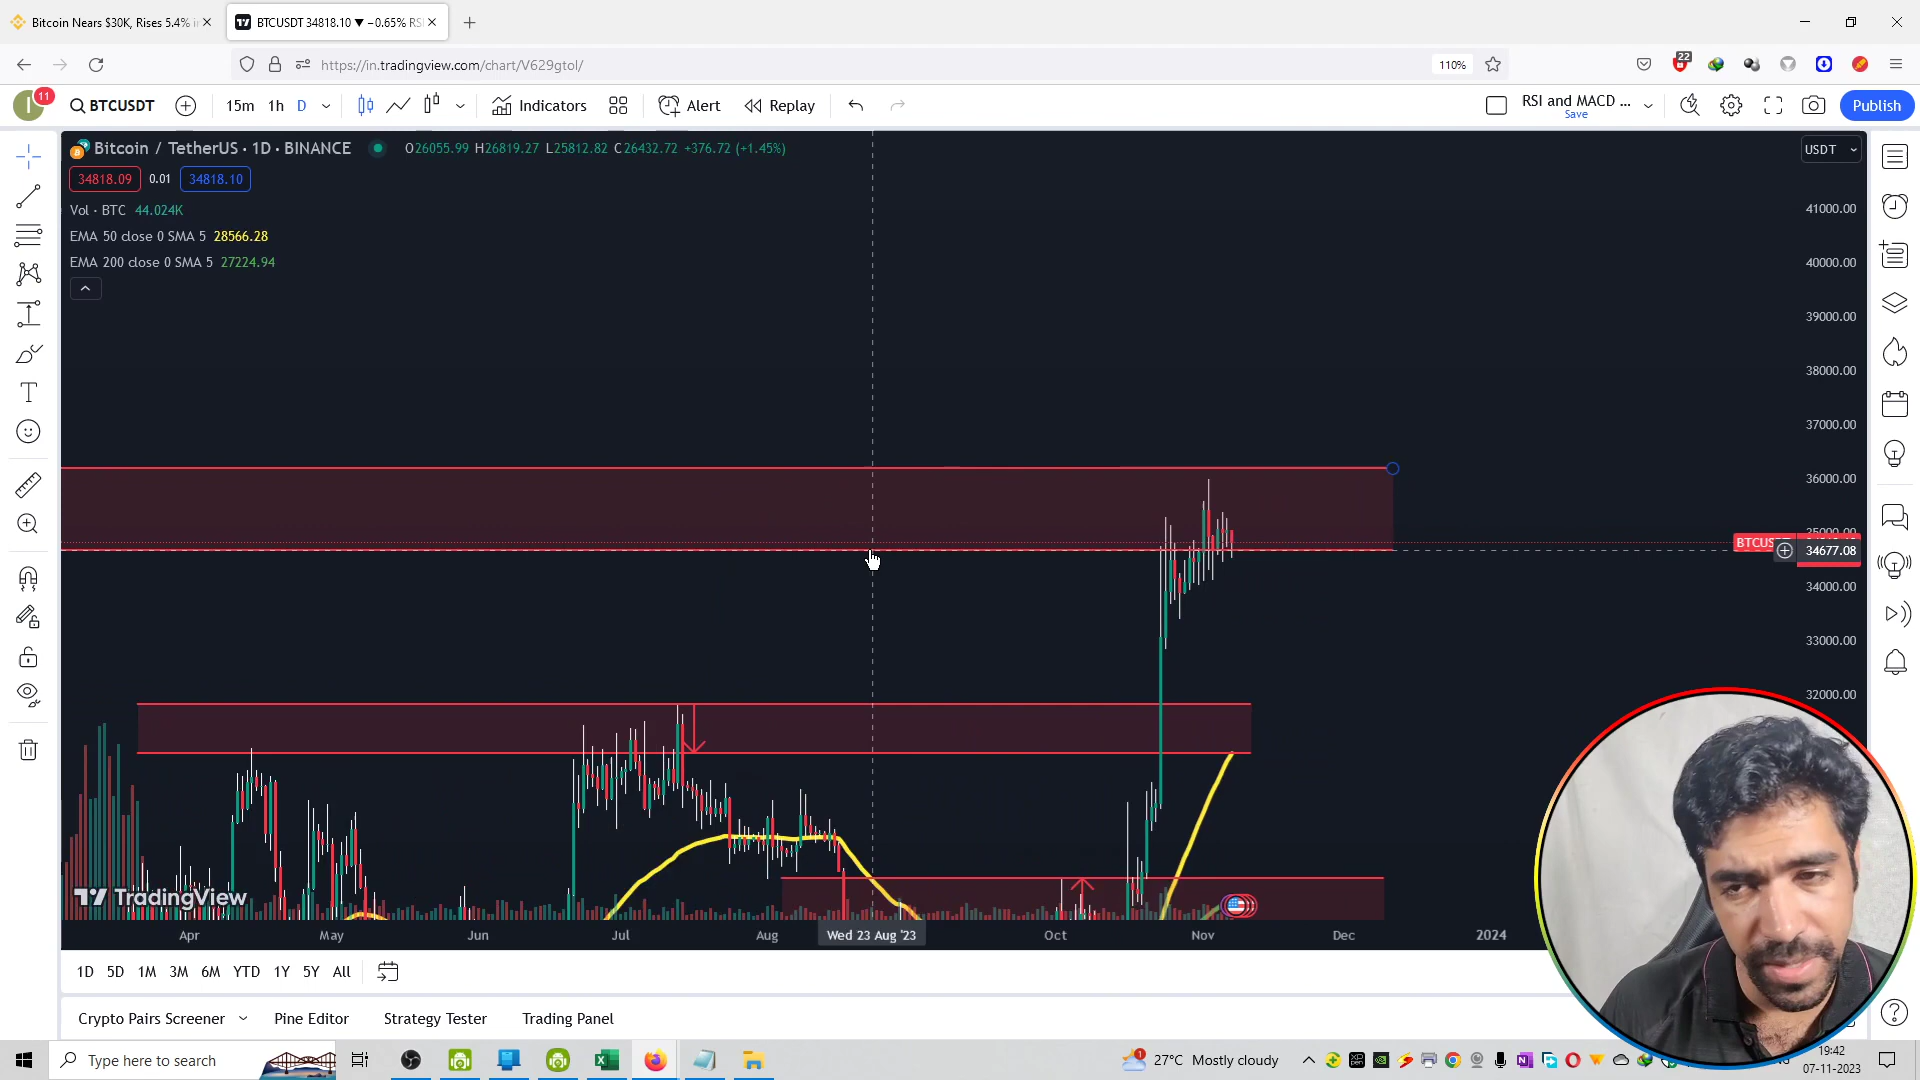 Bitcoin Nears $30K, Rises 5.4% in
BTCUSDT 34818.10 ▼ −0.65% RS
https://in.tradingview.com/chart/V629gtol/
110%
22
11
BTCUSDT
15m 1h D
Indicators
Alert
Replay
RSI and MACD ...
Save
Publish
Bitcoin / TetherUS · 1D · BINANCE
O26055.99 H26819.27 L25812.82 C26432.72 +376.72 (+1.45%)
USDT
34818.09 0.01 34818.10
Vol · BTC 44.024K
EMA 50 close 0 SMA 5 28566.28
EMA 200 close 0 SMA 5 27224.94
41000.00
40000.00
39000.00
38000.00
37000.00
36000.00
35000.00
BTCUS
34677.08
34000.00
33000.00
32000.00
TradingView
Apr May Jun Jul Aug Wed 23 Aug '23 Oct Nov Dec 2024
1D 5D 1M 3M 6M YTD 1Y 5Y All
Crypto Pairs Screener Pine Editor Strategy Tester Trading Panel
Type here to search
27°C Mostly cloudy
19:42
07-11-2023